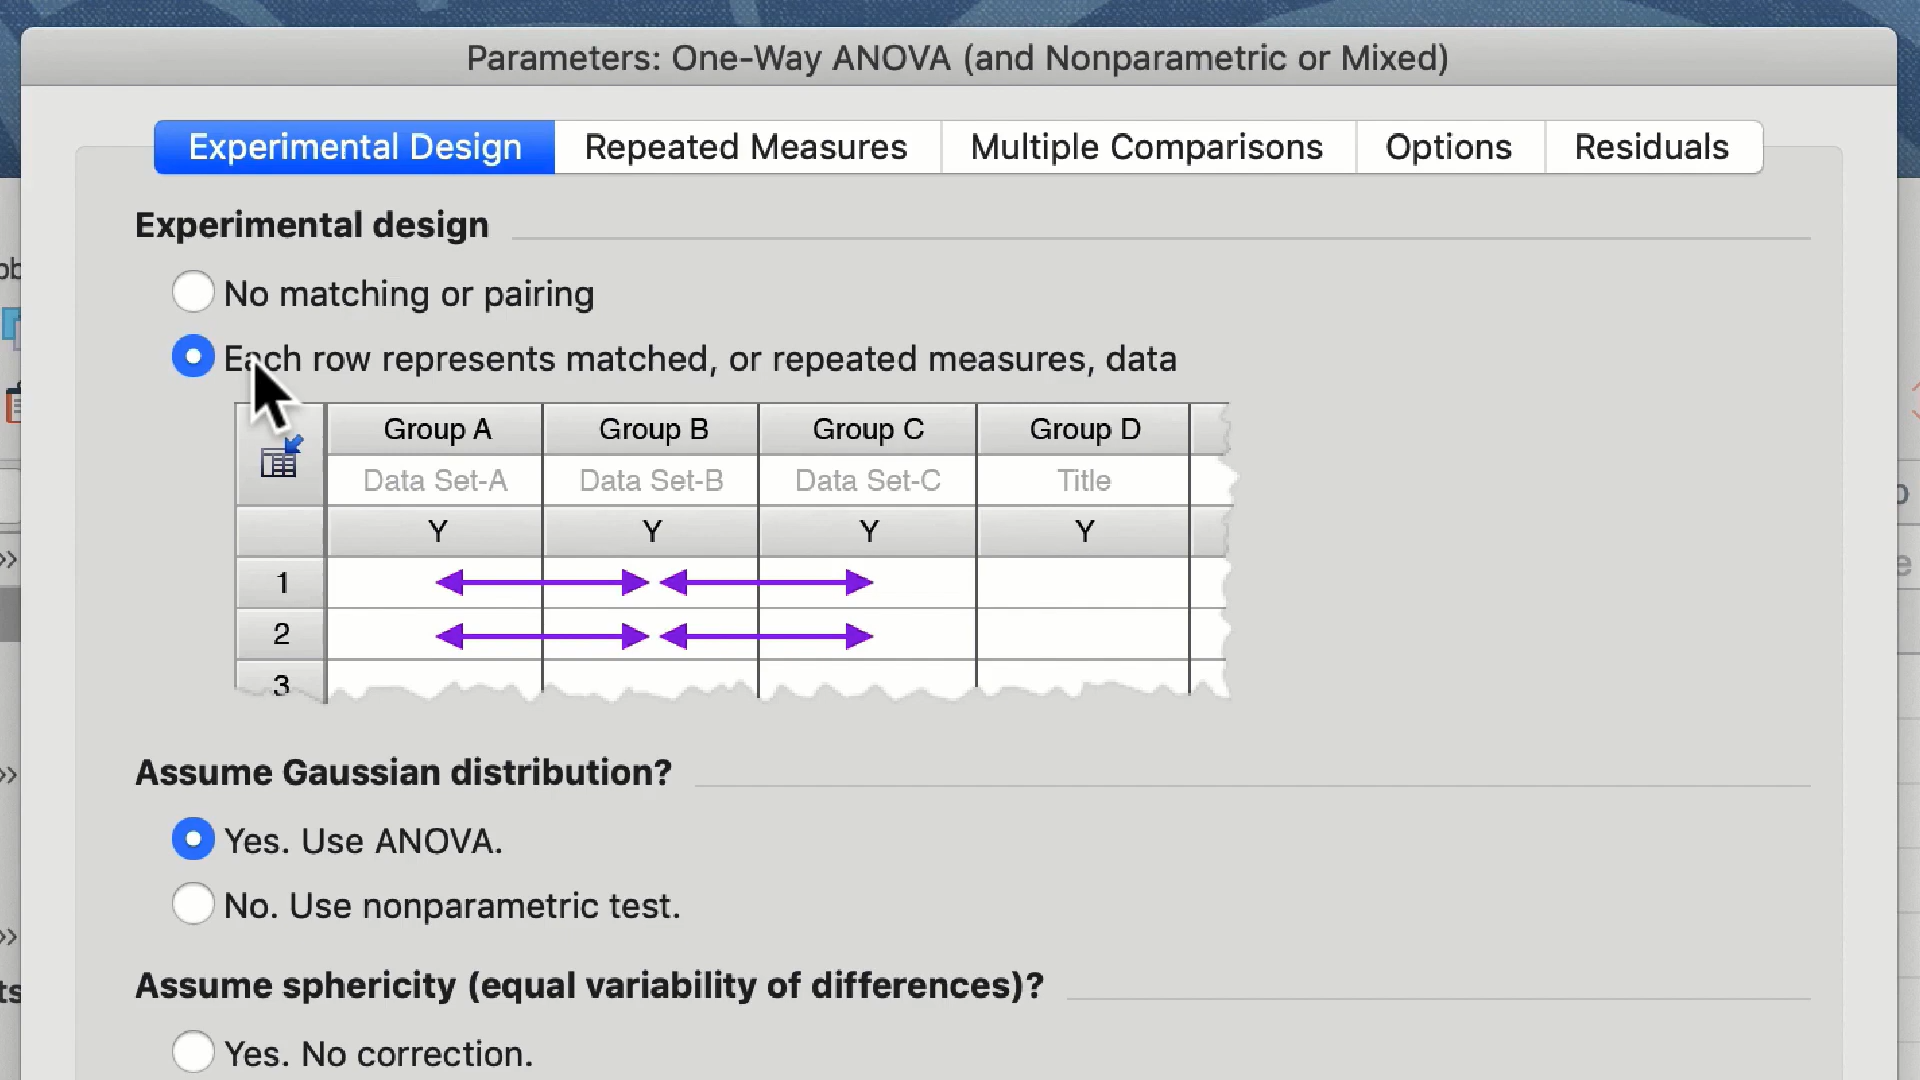 Parameters: One-Way ANOVA (and Nonparametric or Mixed)
Experimental Design Repeated Measures Multiple Comparisons Options Residuals
Experimental design
No matching or pairing
Each row represents matched, or repeated measures, data
Group A Group B Group C Group D
Data Set-A Data Set-B Data Set-C Title
Y Y Y Y
1
2
3
Assume Gaussian distribution?
Yes. Use ANOVA.
No. Use nonparametric test.
Assume sphericity (equal variability of differences)?
Yes. No correction.